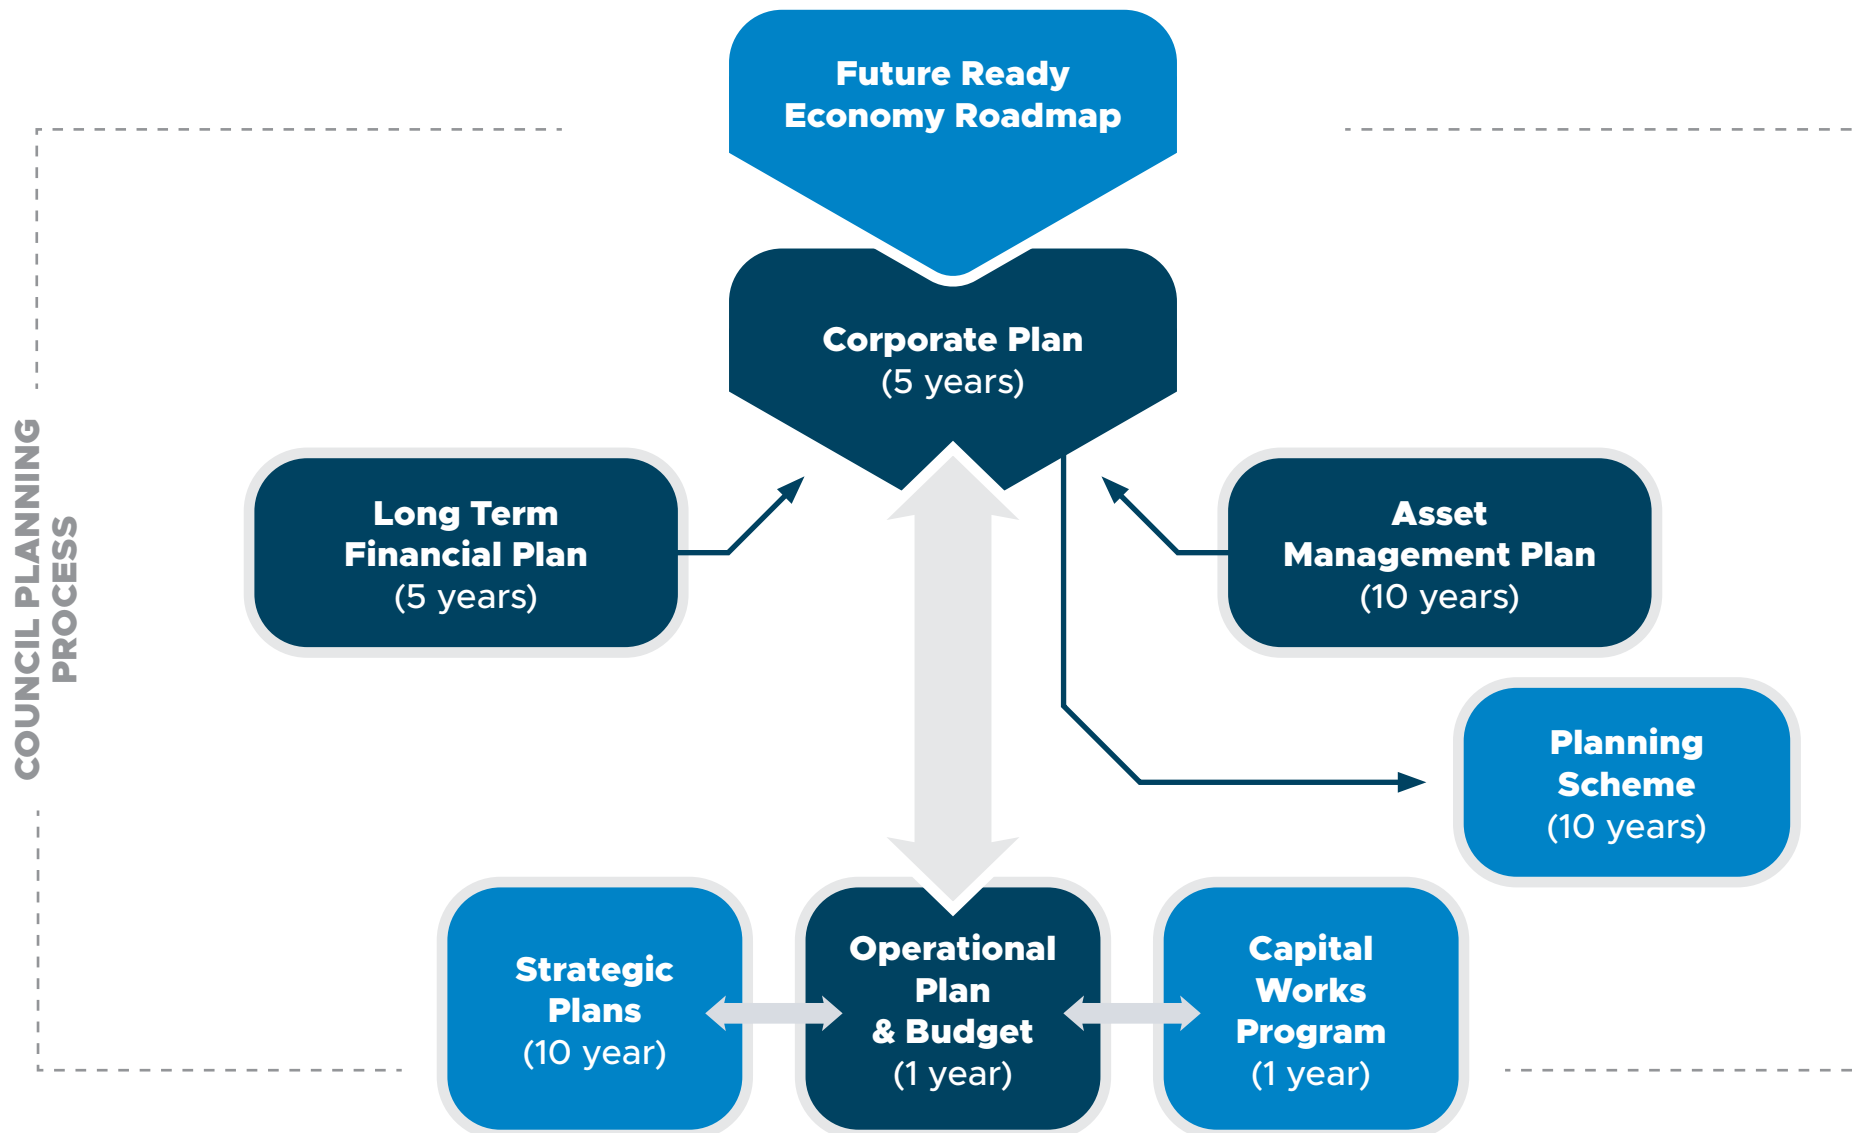 Future Ready
Economy Roadmap
COUNCIL PLANNING
PROCESS
Corporate Plan
(5 years)
Long Term
Financial Plan
(5 years)
Asset
Management Plan
(10 years)
Planning
Scheme
(10 years)
Strategic
Plans
(10 year)
Operational
Plan
& Budget
(1 year)
Capital
Works
Program
(1 year)